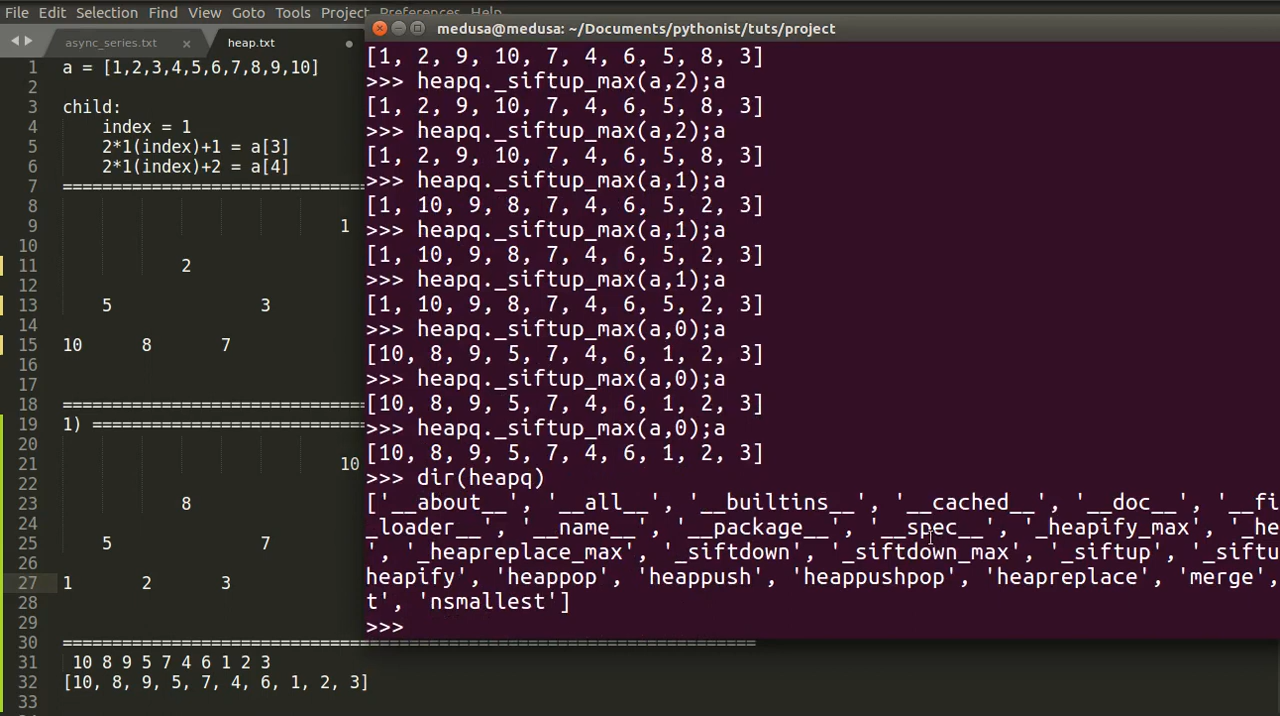 File Edit Selection Find View Goto Tools Project Preferences Help
medusa@medusa: ~/Documents/pythonist/tuts/project
async_series.txt × heap.txt
1 a = [1,2,3,4,5,6,7,8,9,10]
2
3 child:
4 index = 1
5 2*1(index)+1 = a[3]
6 2*1(index)+2 = a[4]
7 ==============================
8
9 1
10
11 2
12
13 5 3
14
15 10 8 7
16
17
18 ==============================
19 1) ===========================
20
21 10
22
23 8
24
25 5 7
26
27 1 2 3
28
29
30 ======================================================================
31 10 8 9 5 7 4 6 1 2 3
32 [10, 8, 9, 5, 7, 4, 6, 1, 2, 3]
33
[1, 2, 9, 10, 7, 4, 6, 5, 8, 3]
>>> heapq._siftup_max(a,2);a
[1, 2, 9, 10, 7, 4, 6, 5, 8, 3]
>>> heapq._siftup_max(a,2);a
[1, 2, 9, 10, 7, 4, 6, 5, 8, 3]
>>> heapq._siftup_max(a,1);a
[1, 10, 9, 8, 7, 4, 6, 5, 2, 3]
>>> heapq._siftup_max(a,1);a
[1, 10, 9, 8, 7, 4, 6, 5, 2, 3]
>>> heapq._siftup_max(a,1);a
[1, 10, 9, 8, 7, 4, 6, 5, 2, 3]
>>> heapq._siftup_max(a,0);a
[10, 8, 9, 5, 7, 4, 6, 1, 2, 3]
>>> heapq._siftup_max(a,0);a
[10, 8, 9, 5, 7, 4, 6, 1, 2, 3]
>>> heapq._siftup_max(a,0);a
[10, 8, 9, 5, 7, 4, 6, 1, 2, 3]
>>> dir(heapq)
['__about__', '__all__', '__builtins__', '__cached__', '__doc__', '__fi
_loader__', '__name__', '__package__', '__spec__', '_heapify_max', '_he
', '_heapreplace_max', '_siftdown', '_siftdown_max', '_siftup', '_siftu
heapify', 'heappop', 'heappush', 'heappushpop', 'heapreplace', 'merge',
t', 'nsmallest']
>>>